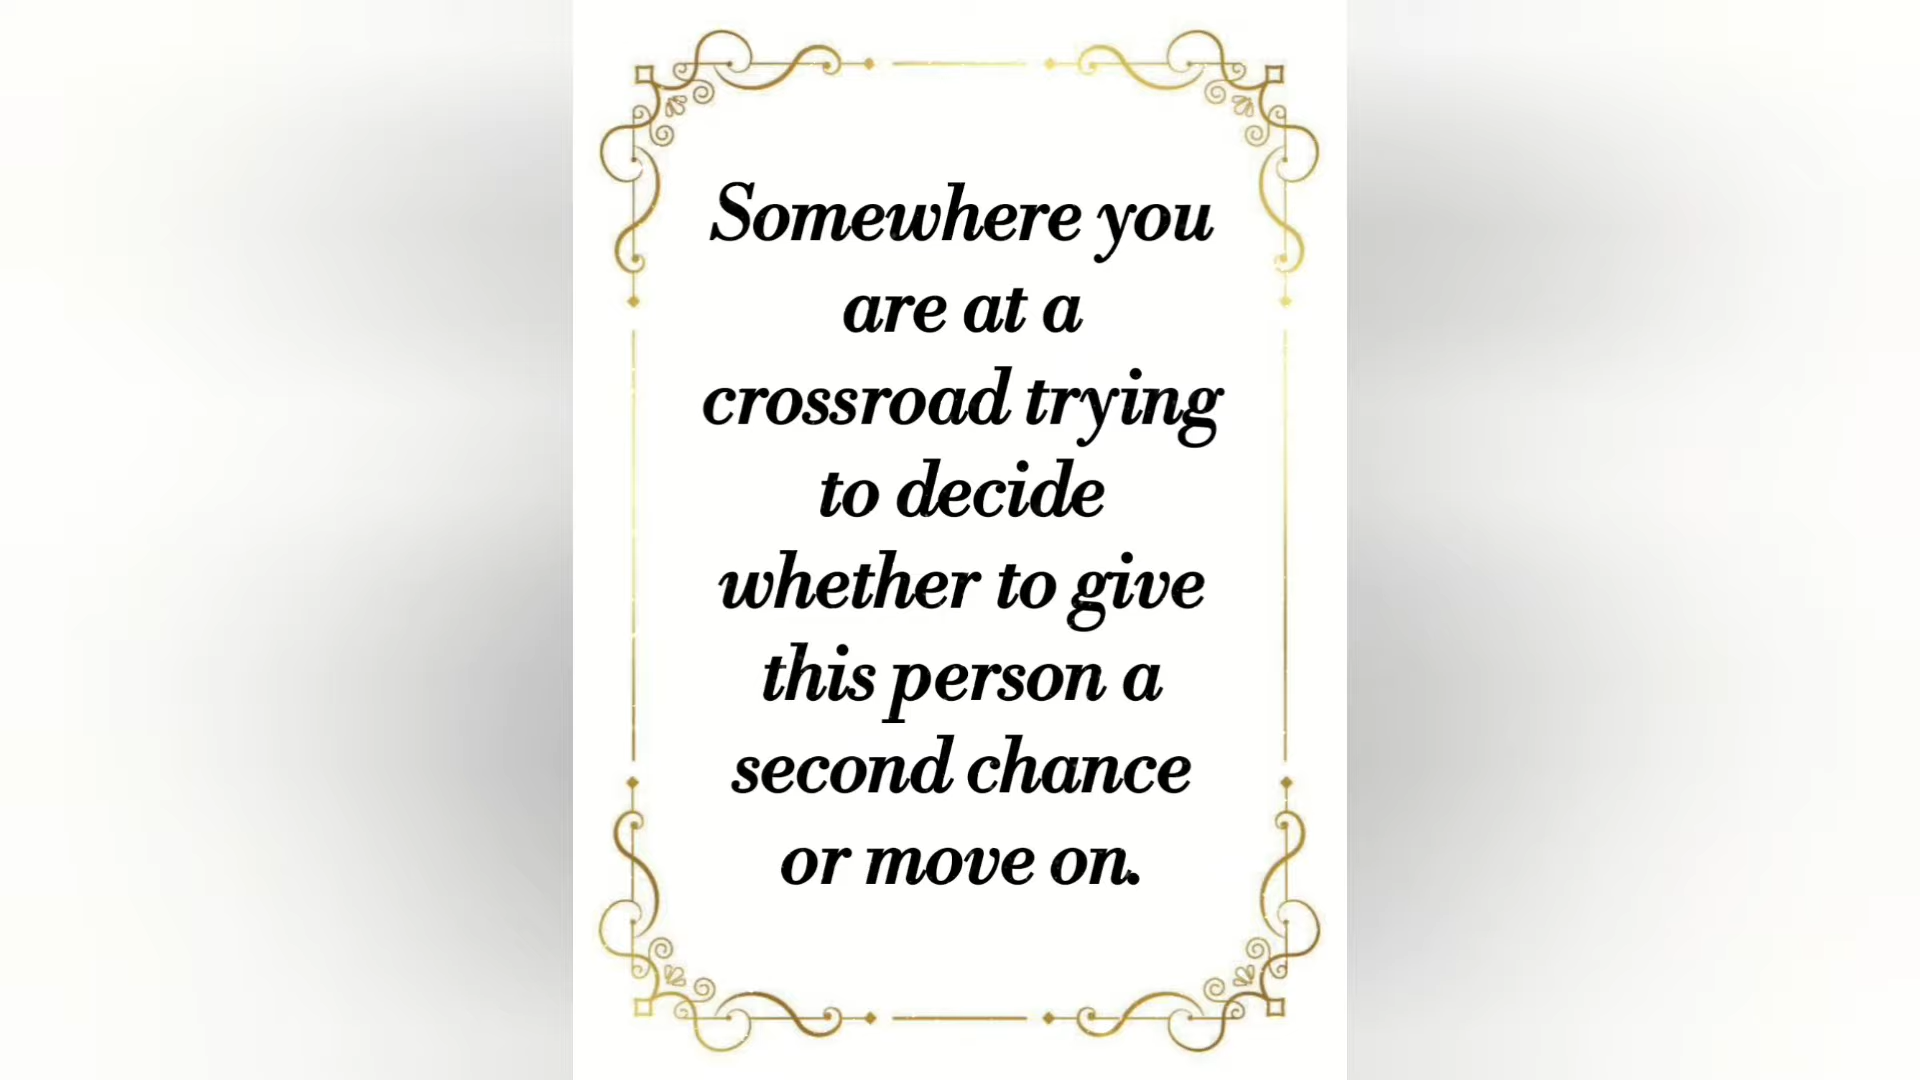 Somewhere you
are at a
crossroad trying
to decide
whether to give
this person a
second chance
or move on.